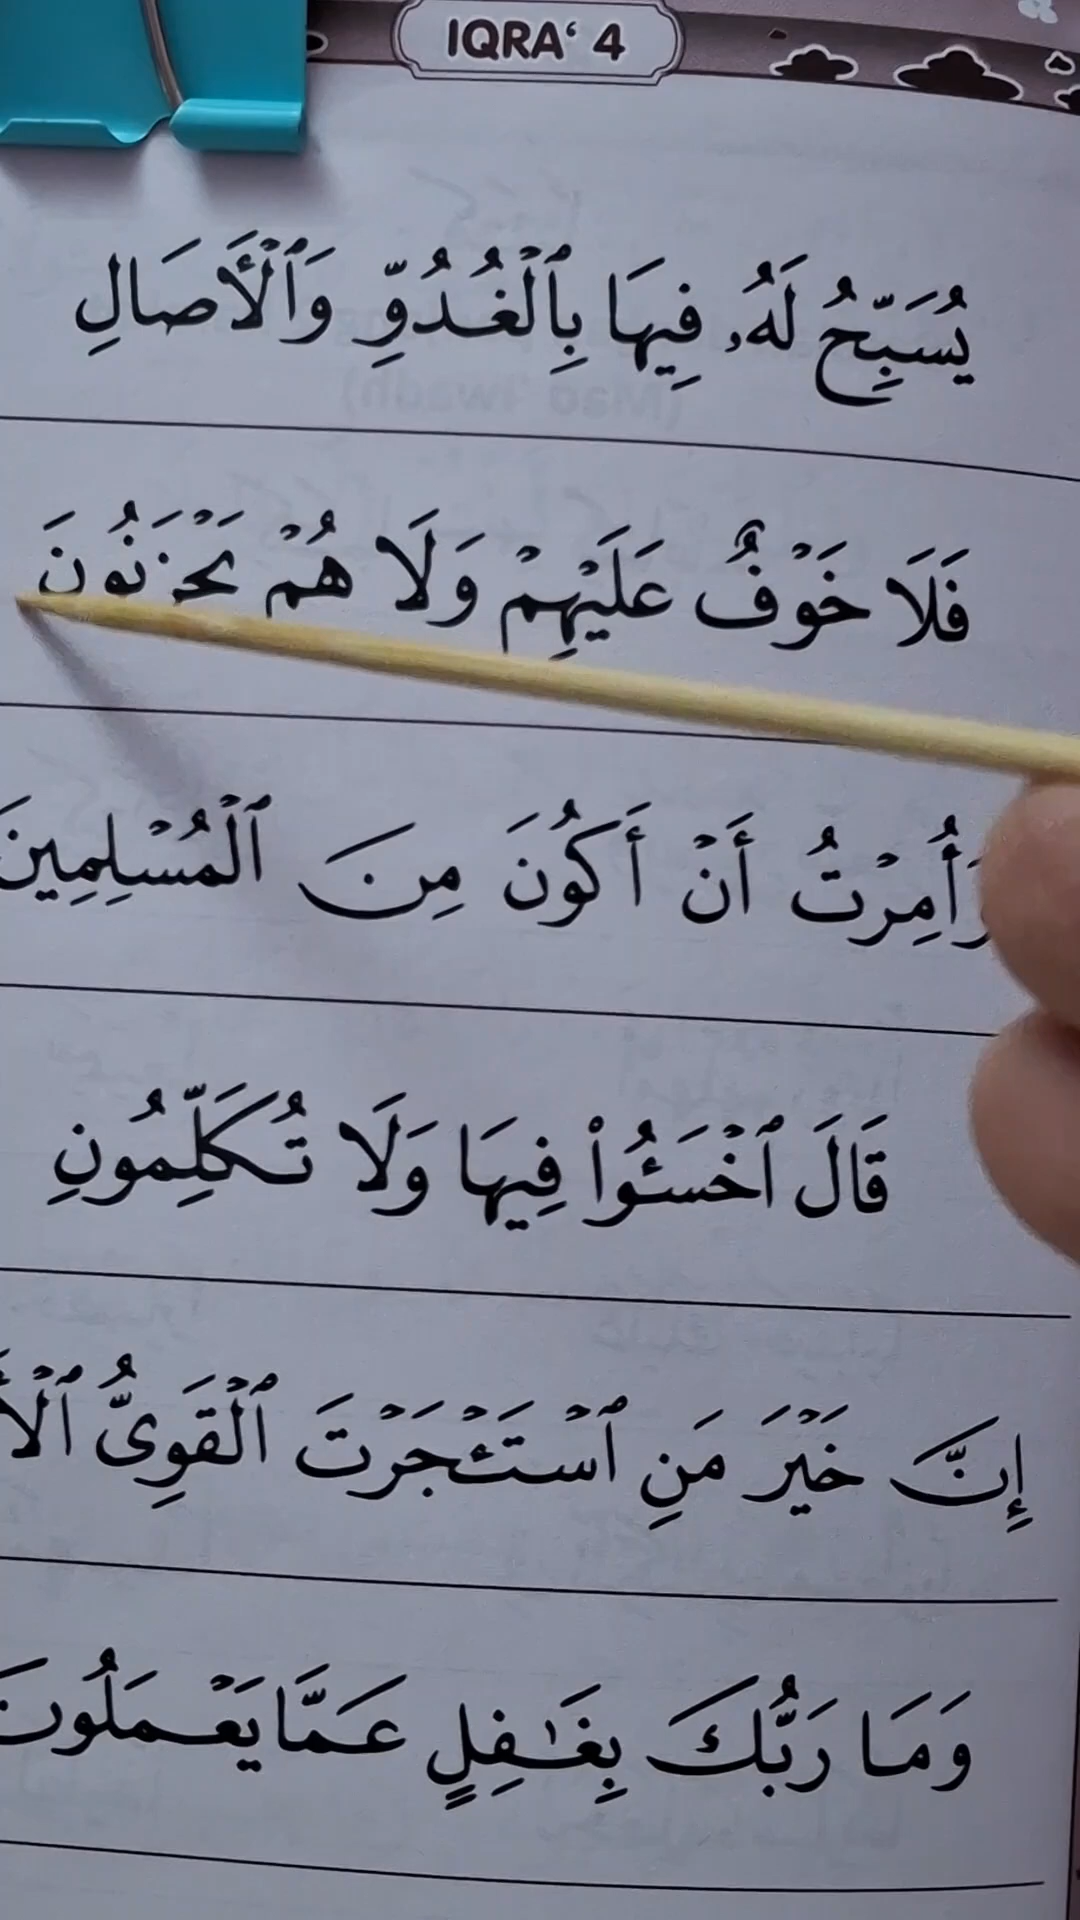 IQRA‘ 4
يُسَبِّحُ لَهُۥ فِيهَا بِٱلۡغُدُوِّ وَٱلۡأَصَالِ
فَلَا خَوۡفٌ عَلَيۡهِمۡ وَلَا هُمۡ يَحۡزَنُونَ
أُمِرۡتُ أَنۡ أَكُونَ مِنَ ٱلۡمُسۡلِمِينَ
قَالَ ٱخۡسَـُٔواْ فِيهَا وَلَا تُكَلِّمُونِ
إِنَّ خَيۡرَ مَنِ ٱسۡتَـٔۡجَرۡتَ ٱلۡقَوِيُّ
وَمَا رَبُّكَ بِغَٰفِلٍ عَمَّا يَعۡمَلُونَ